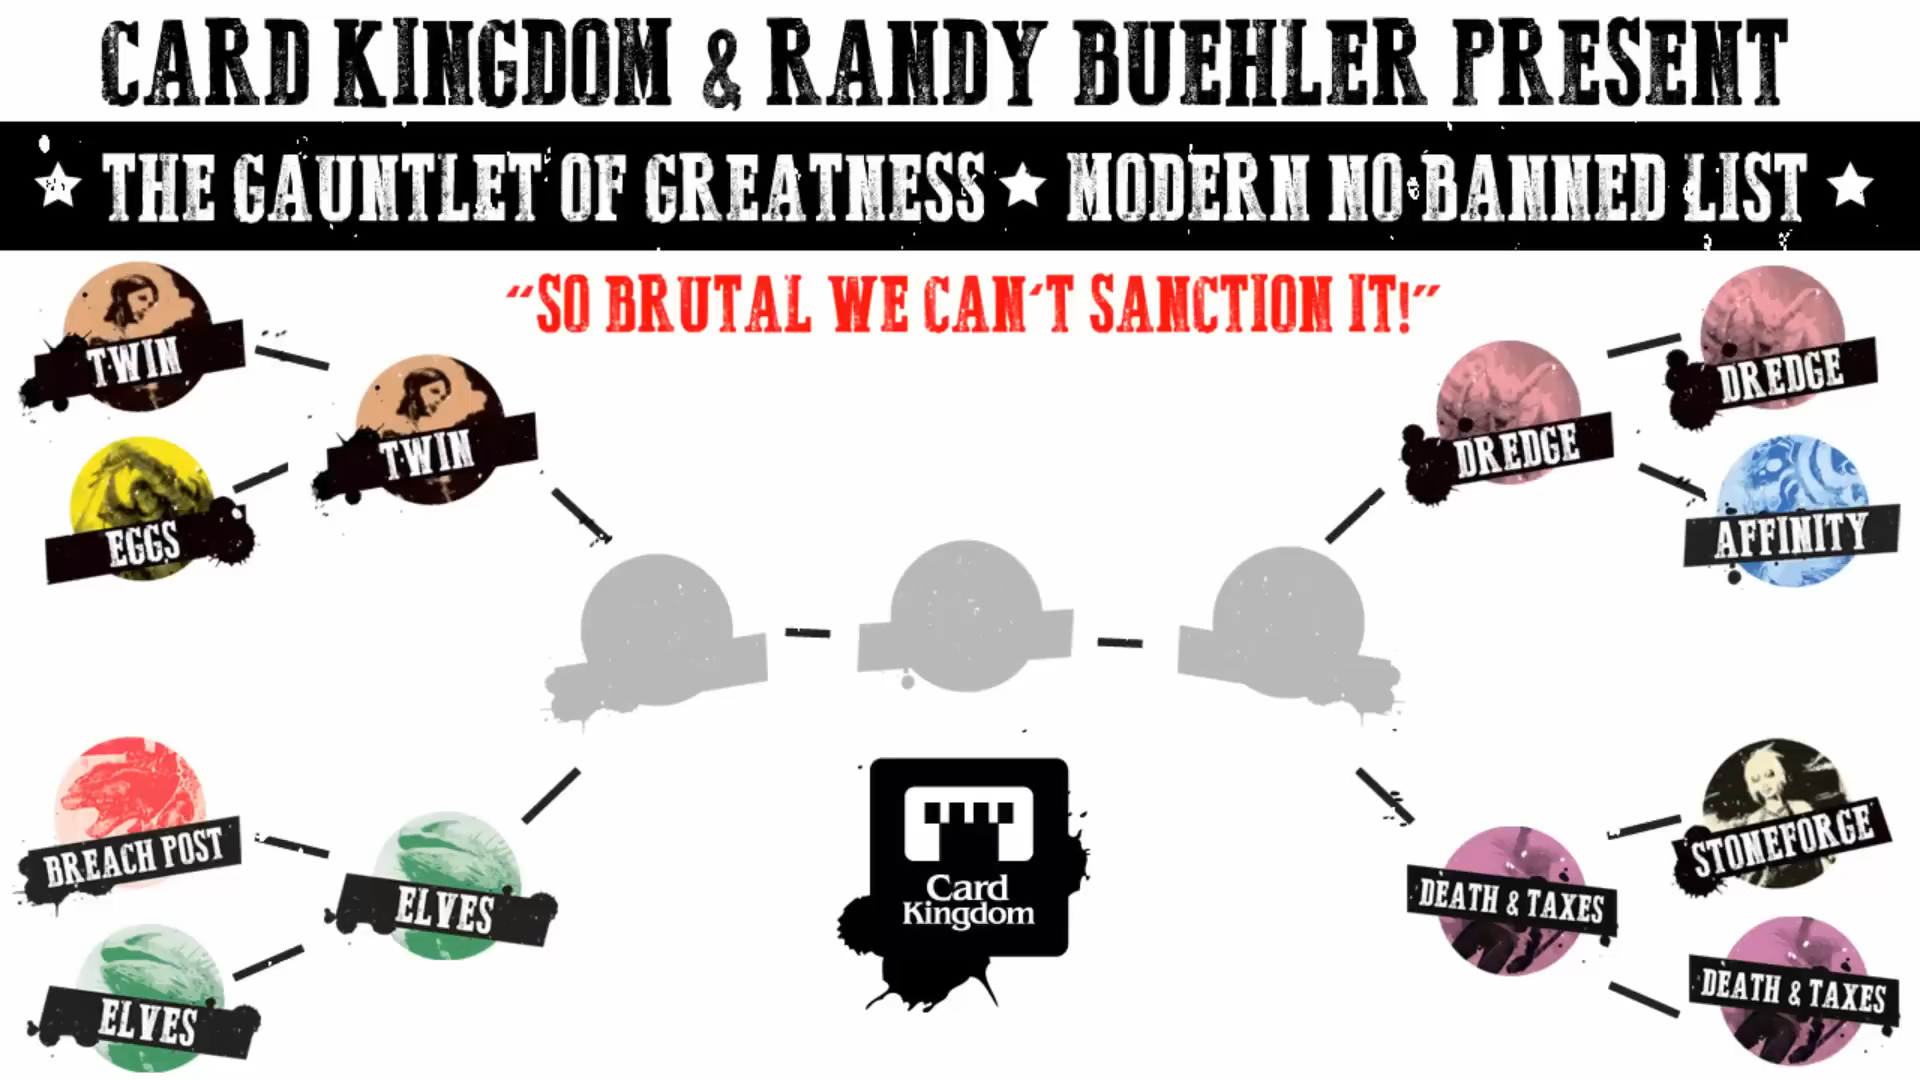 CARD KINGDOM & RANDY BUEHLER PRESENT
THE GAUNTLET OF GREATNESS ★ MODERN NO BANNED LIST
"SO BRUTAL WE CAN'T SANCTION IT!"
TWIN
TWIN
EGGS
BREACH POST
ELVES
ELVES
DREDGE
DREDGE
AFFINITY
STONEFORGE
DEATH & TAXES
DEATH & TAXES
Card
Kingdom